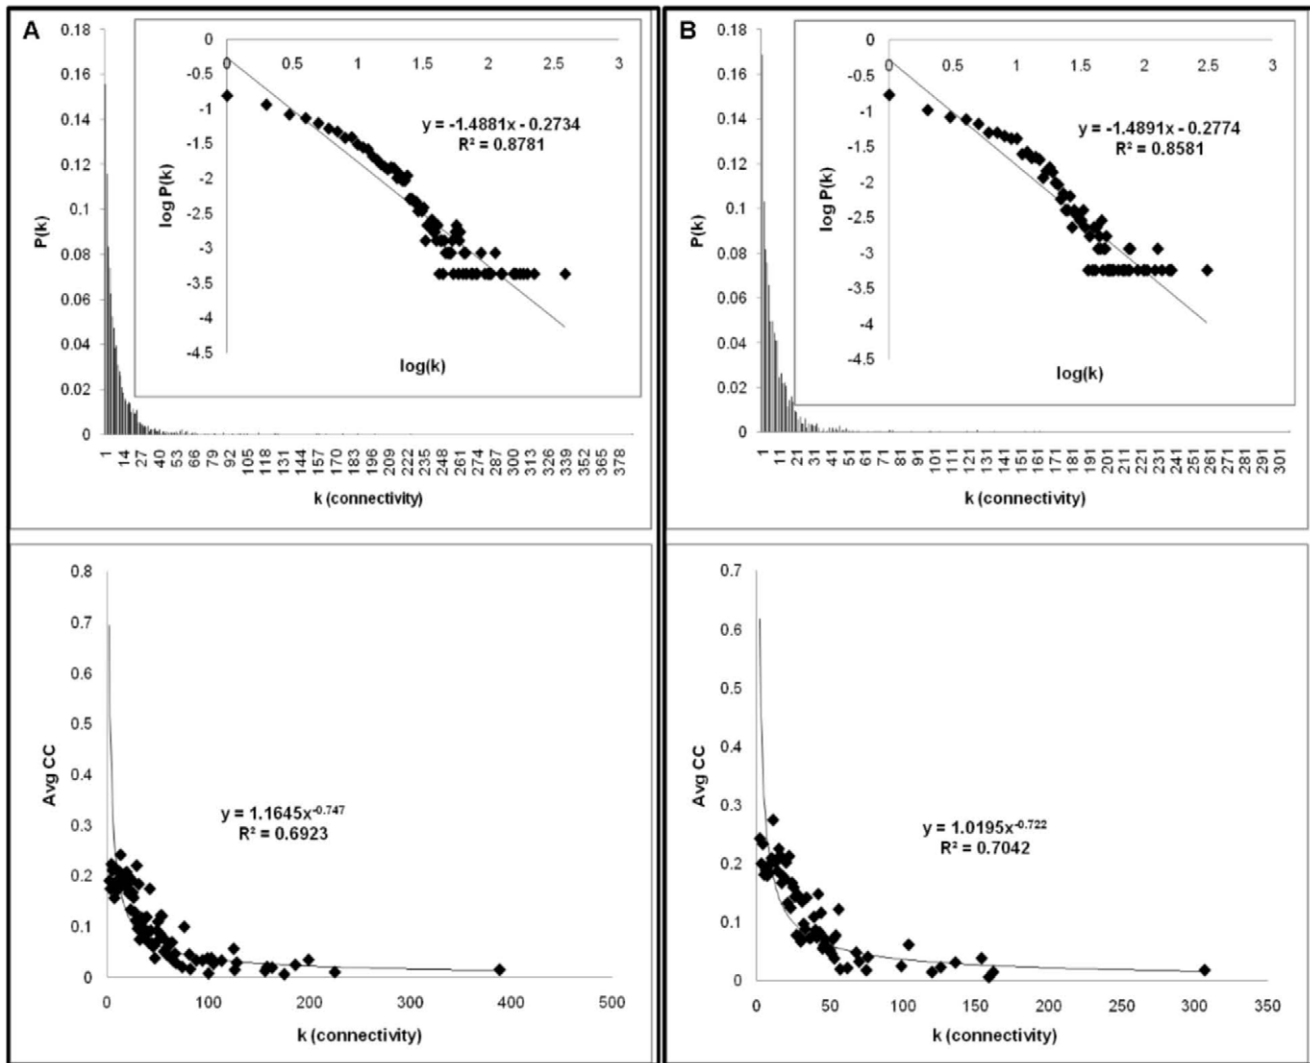 A
0.18
0.16
0.14
0.12
0.1
0.08
0.06
0.04
0.02
0
P(k)
0 0.5 1 1.5 2 2.5 3
0
-0.5
-1
-1.5
-2
-2.5
-3
-3.5
-4
-4.5
log P(k)
y = -1.4881x - 0.2734
R² = 0.8781
log(k)
1 14 27 40 53 66 79 92 105 118 131 144 157 170 183 196 209 222 235 248 261 274 287 300 313 326 339 352 365 378
k (connectivity)
B
0.18
0.16
0.14
0.12
0.1
0.08
0.06
0.04
0.02
0
P(k)
0 0.5 1 1.5 2 2.5 3
0
-0.5
-1
-1.5
-2
-2.5
-3
-3.5
-4
-4.5
log P(k)
y = -1.4891x - 0.2774
R² = 0.8581
log(k)
1 11 21 31 41 51 61 71 81 91 101 111 121 131 141 151 161 171 181 191 201 211 221 231 241 251 261 271 281 291 301
k (connectivity)
0.8
0.7
0.6
0.5
0.4
0.3
0.2
0.1
0
Avg CC
y = 1.1645x⁻⁰·⁷⁴⁷
R² = 0.6923
0 100 200 300 400 500
k (connectivity)
0.7
0.6
0.5
0.4
0.3
0.2
0.1
0
Avg CC
y = 1.0195x⁻⁰·⁷²²
R² = 0.7042
0 50 100 150 200 250 300 350
k (connectivity)